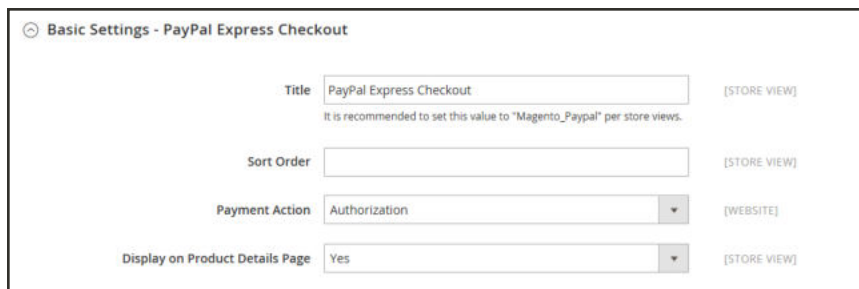 Basic Settings - PayPal Express Checkout
Title PayPal Express Checkout [STORE VIEW]
It is recommended to set this value to "Magento_Paypal" per store views.
Sort Order [STORE VIEW]
Payment Action Authorization [WEBSITE]
Display on Product Details Page Yes [STORE VIEW]